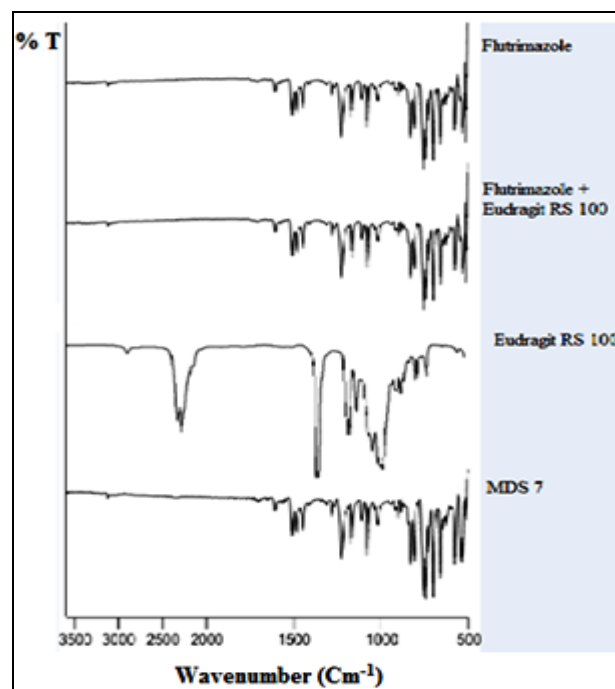 % T
Flutrimazole
Flutrimazole +
Eudragit RS 100
Eudragit RS 100
MDS 7
3500 3000 2500 2000 1500 1000 500
Wavenumber (Cm-1)